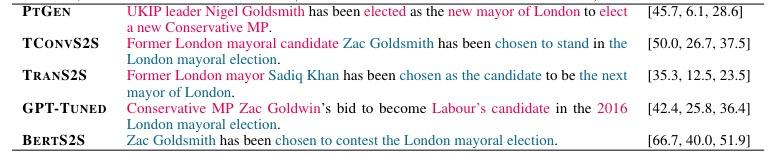 PTGEN UKIP leader Nigel Goldsmith has been elected as the new mayor of London to elect [45.7, 6.1, 28.6]
a new Conservative MP.
TCONVS2S Former London mayoral candidate Zac Goldsmith has been chosen to stand in the [50.0, 26.7, 37.5]
London mayoral election.
TRANS2S Former London mayor Sadiq Khan has been chosen as the candidate to be the next [35.3, 12.5, 23.5]
mayor of London.
GPT-TUNED Conservative MP Zac Goldwin's bid to become Labour's candidate in the 2016 [42.4, 25.8, 36.4]
London mayoral election.
BERTS2S Zac Goldsmith has been chosen to contest the London mayoral election. [66.7, 40.0, 51.9]